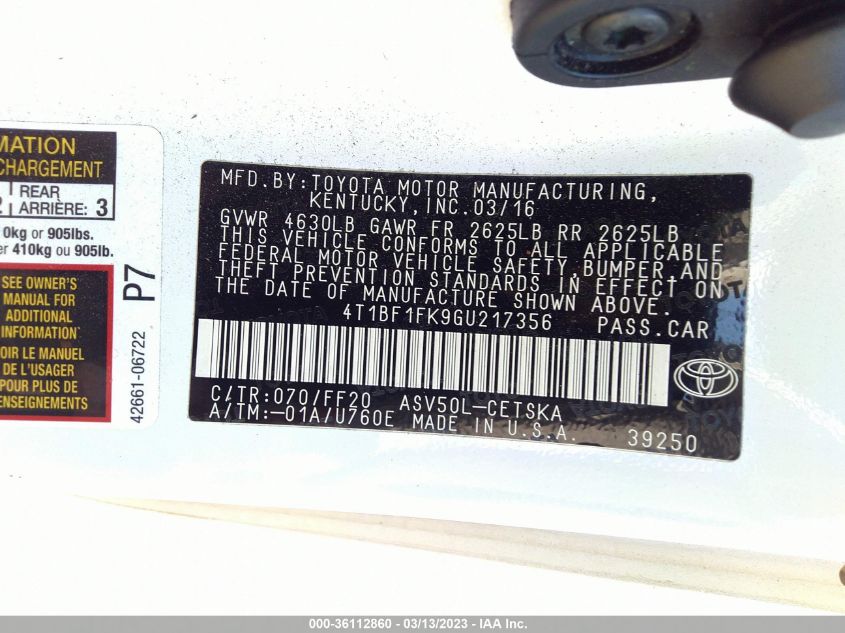 MATION
CHARGEMENT
2 REAR
ARRIÈRE: 3
0kg or 905lbs.
er 410kg ou 905lb.
SEE OWNER'S
MANUAL FOR
ADDITIONAL
INFORMATION
OIR LE MANUEL
DE L'USAGER
POUR PLUS DE
ENSEIGNEMENTS
P7
42661-06722
MFD.BY:TOYOTA MOTOR MANUFACTURING,
KENTUCKY,INC.03/16
GVWR 4630LB GAWR FR 2625LB RR 2625LB
THIS VEHICLE CONFORMS TO ALL APPLICABLE
FEDERAL MOTOR VEHICLE SAFETY,BUMPER,AND
THEFT PREVENTION STANDARDS IN EFFECT ON
THE DATE OF MANUFACTURE SHOWN ABOVE.
4T1BF1FK9GU217356 PASS.CAR
C/TR:070/FF20 ASV50L-CETSKA
A/TM:-01A/U760E MADE IN U.S.A. 39250
000-36112860 - 03/13/2023 - IAA Inc.